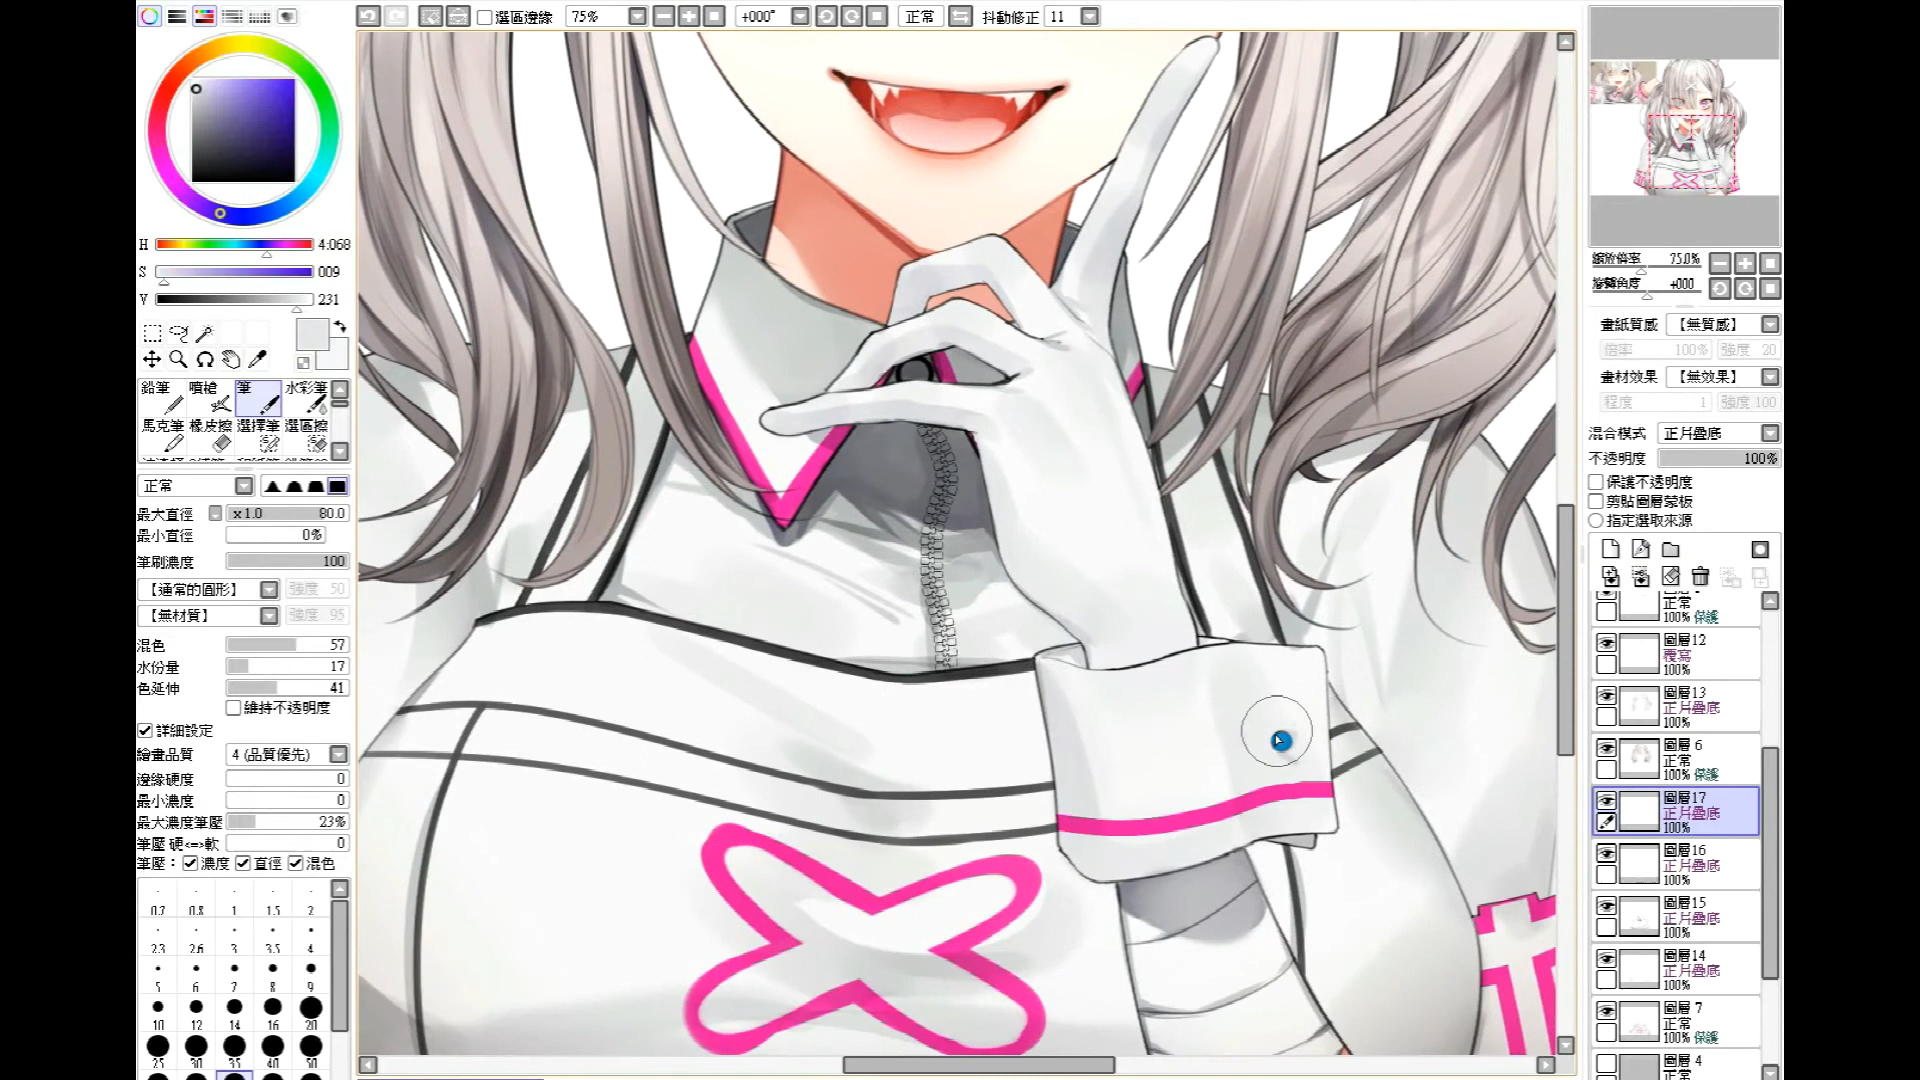 選區邊緣 75% +000° 正常 抖動修正 11
H 4:068
S 009
V 231
鉛筆 噴槍 筆 水彩筆
馬克筆 橡皮擦 選擇筆 選區擦
正常
最大直徑 x 1.0 80.0
最小直徑 0%
筆刷濃度 100
【通常的圓形】 強度 50
【無材質】 強度 95
混色 57
水份量 17
色延伸 41
維持不透明度
詳細設定
繪畫品質 4 (品質優先)
邊緣硬度 0
最小濃度 0
最大濃度筆壓 23%
筆壓 硬<=>軟 0
筆壓： 濃度 直徑 混色
0.7 0.8 1 1.5 2
2.3 2.6 3 3.5 4
5 6 7 8 9
10 12 14 16 20
25 30 35 40 50
縮放倍率 75.0%
旋轉角度 +000
畫紙質感 【無質感】
倍率 100% 強度 20
畫材效果 【無效果】
程度 1 強度 100
混合模式 正片疊底
不透明度 100%
保護不透明度
剪貼圖層蒙板
指定選取來源
正常
100% 保護
圖層12
覆寫
100%
圖層13
正片疊底
100%
圖層 6
正常
100% 保護
圖層17
正片疊底
100%
圖層16
正片疊底
100%
圖層15
正片疊底
100%
圖層14
正片疊底
100%
圖層 7
正常
100% 保護
圖層 4
正常